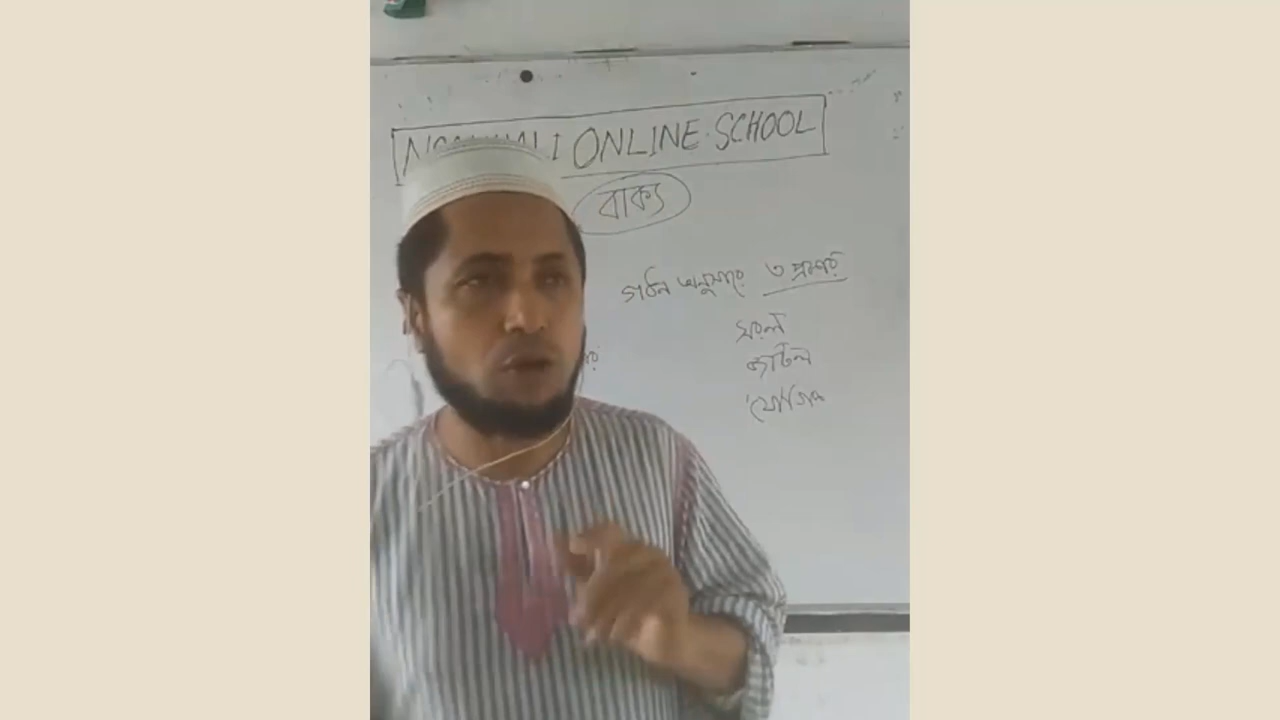 ONLINE SCHOOL
বাক্য
গঠন অনুসারে ৩ প্রকার
সরল
জটিল
যৌগিক